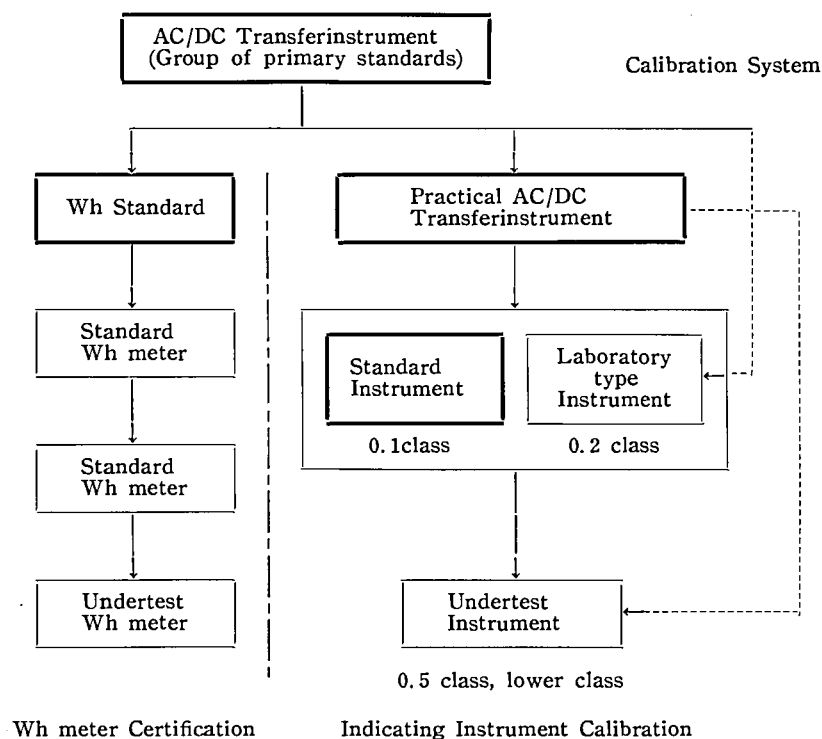 AC/DC Transferinstrument
(Group of primary standards)
Calibration System
Wh Standard
Practical AC/DC
Transferinstrument
Standard
Wh meter
Standard
Instrument
Laboratory
type
Instrument
0.1class
0.2 class
Standard
Wh meter
Undertest
Wh meter
Undertest
Instrument
0.5 class, lower class
Wh meter Certification
Indicating Instrument Calibration